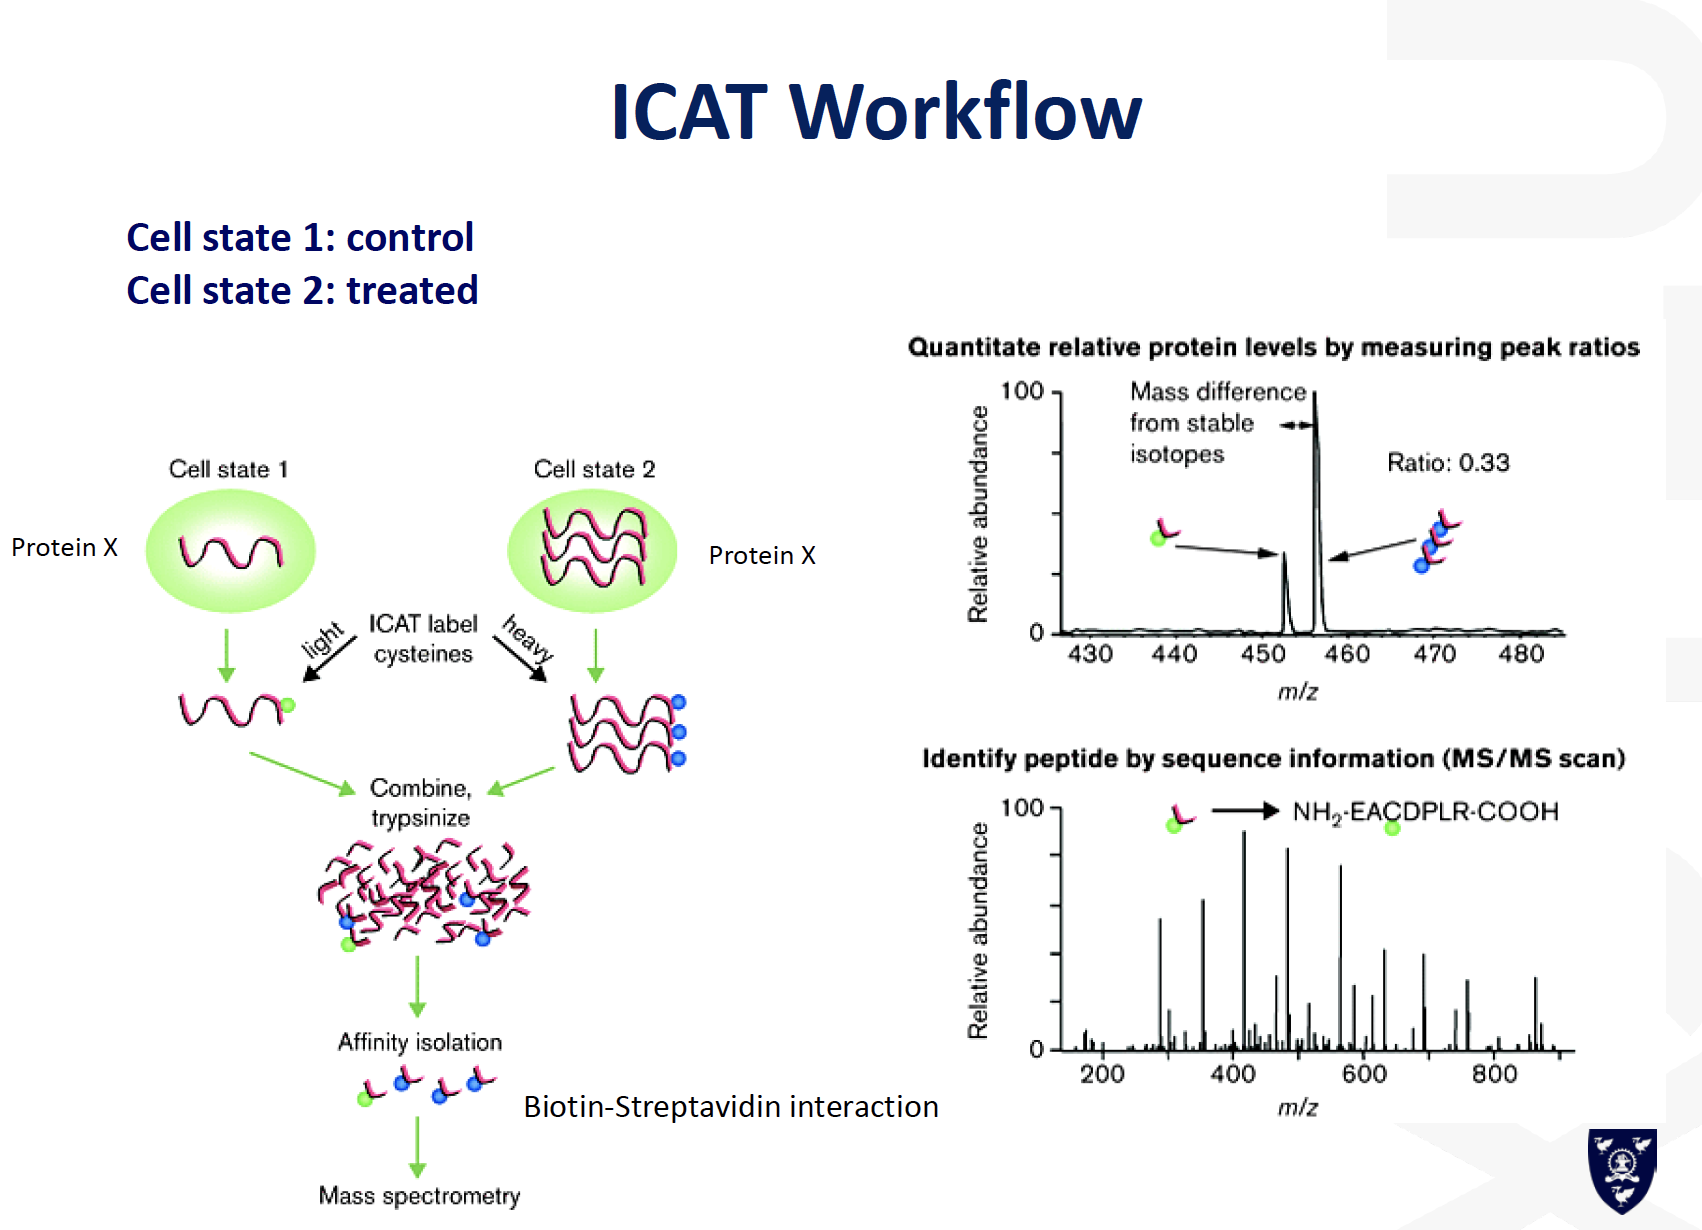 ICAT Workflow
Cell state 1: control
Cell state 2: treated
Cell state 1
Cell state 2
Protein X
Protein X
light
ICAT label
cysteines
heavy
Combine,
trypsinize
Affinity isolation
Biotin-Streptavidin interaction
Mass spectrometry
Quantitate relative protein levels by measuring peak ratios
Relative abundance
100
0
Mass difference
from stable
isotopes
Ratio: 0.33
430 440 450 460 470 480
m/z
Identify peptide by sequence information (MS/MS scan)
Relative abundance
100
0
NH₂-EACDPLR-COOH
200 400 600 800
m/z